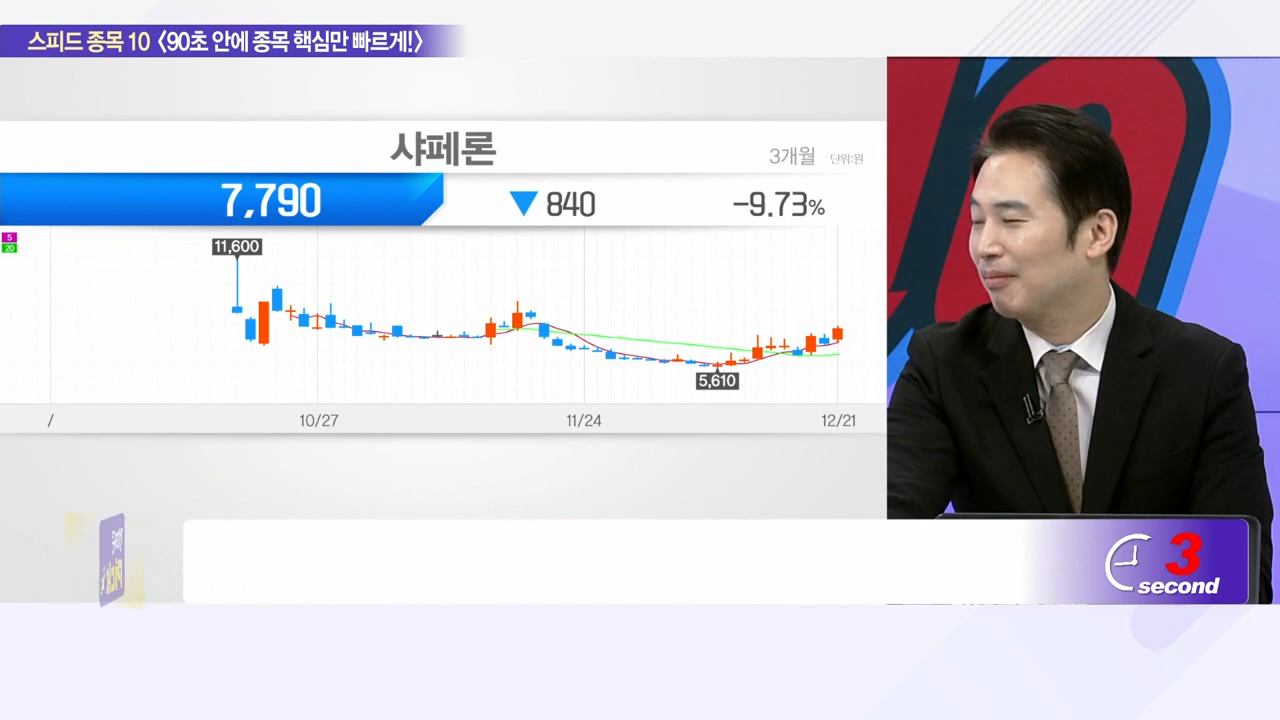 스피드 종목 10 〈90초 안에 종목 핵심만 빠르게!〉
샤페론
3개월 단위:원
7,790 ▼ 840 -9.73%
5
20
11,600
5,610
/ 10/27 11/24 12/21
3
second